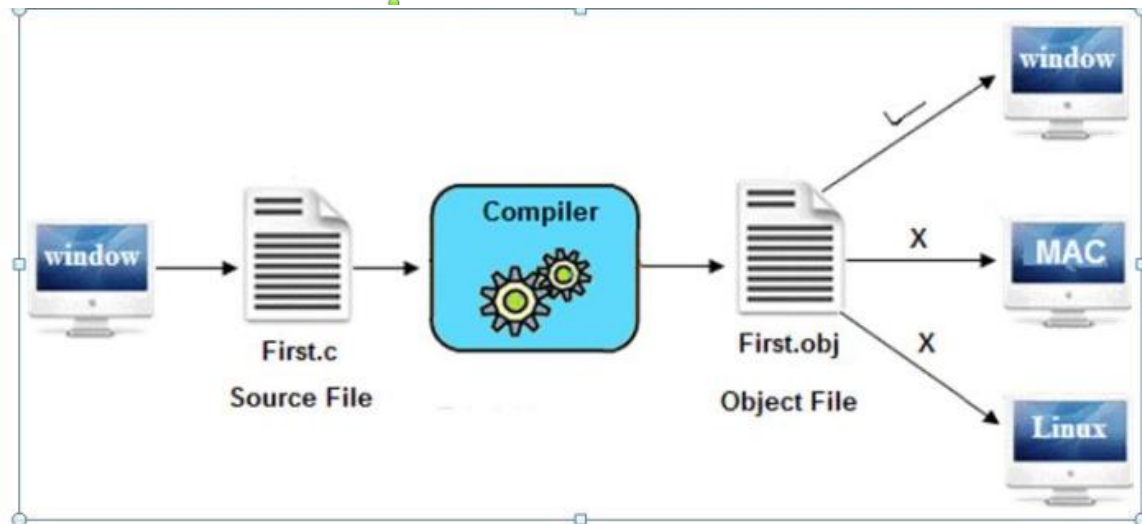 window
First.c
Source File
Compiler
First.obj
Object File
window
X
MAC
X
Linux